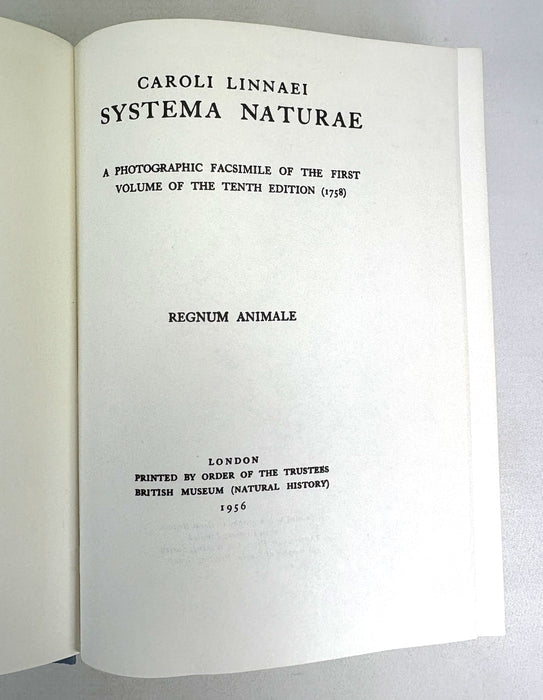 CAROLI LINNAEI
SYSTEMA NATURAE
A PHOTOGRAPHIC FACSIMILE OF THE FIRST
VOLUME OF THE TENTH EDITION (1758)
REGNUM ANIMALE
LONDON
PRINTED BY ORDER OF THE TRUSTEES
BRITISH MUSEUM (NATURAL HISTORY)
1956